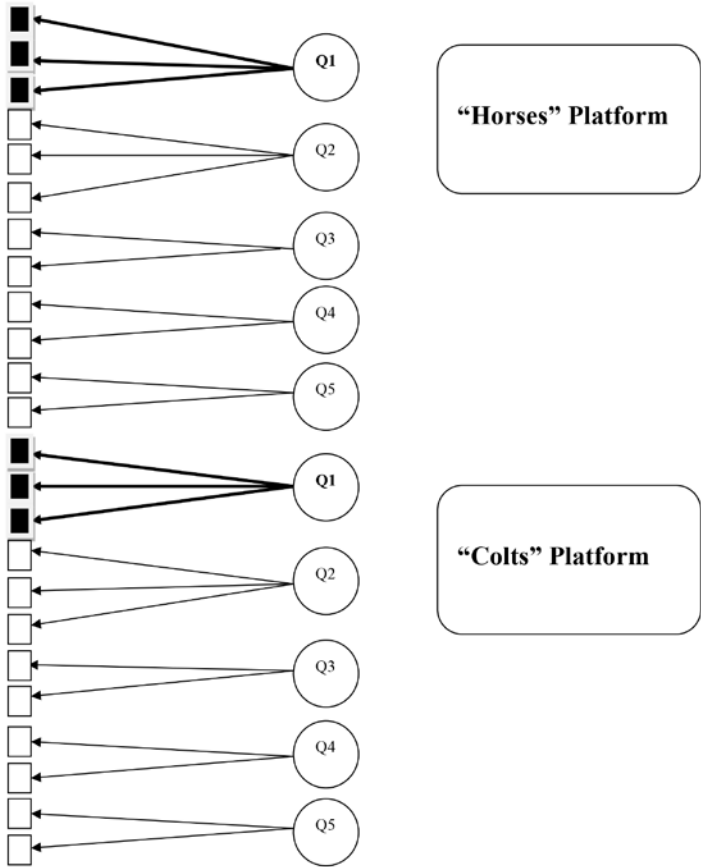 Q1
“Horses” Platform
Q2
Q3
Q4
Q5
Q1
“Colts” Platform
Q2
Q3
Q4
Q5